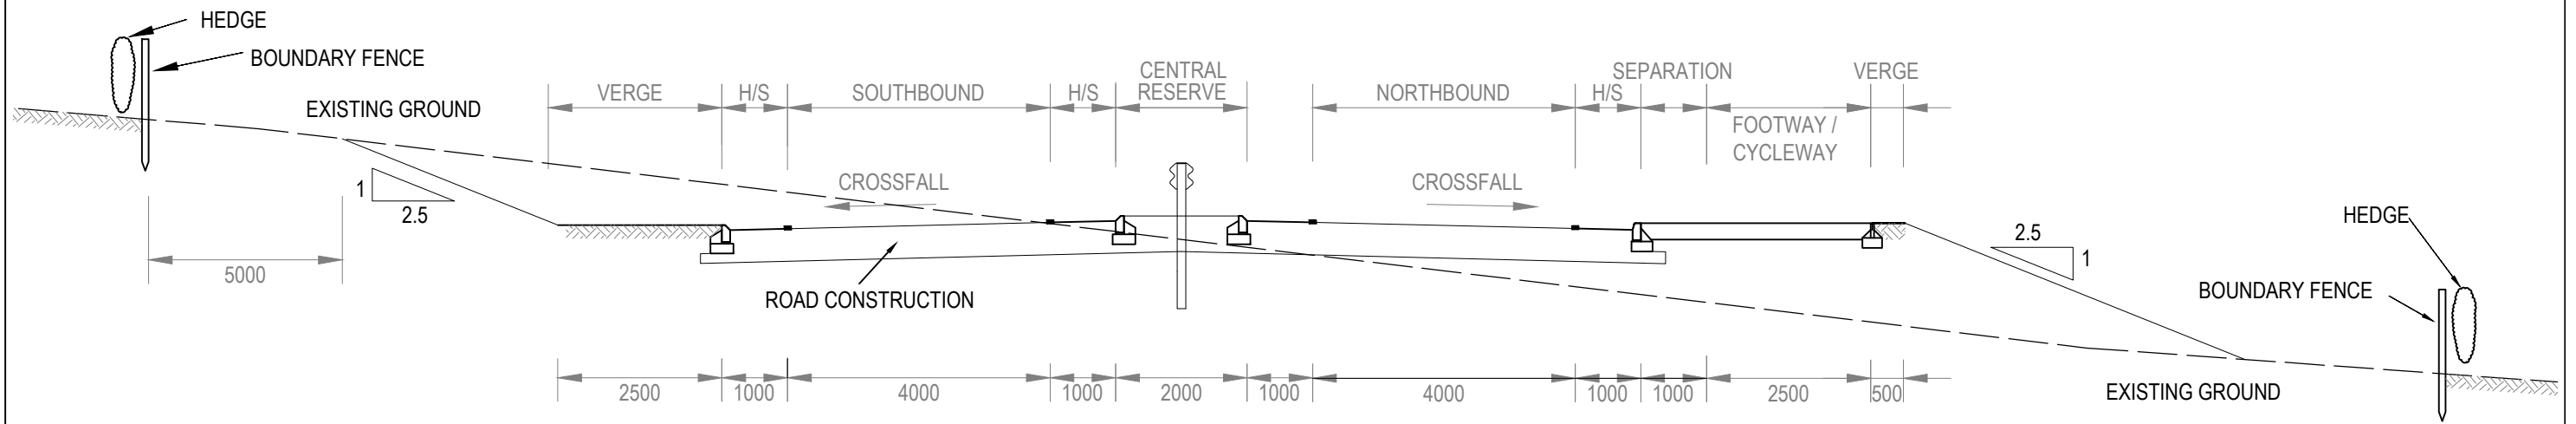 HEDGE
BOUNDARY FENCE
EXISTING GROUND
VERGE
H/S
SOUTHBOUND
H/S
CENTRAL
RESERVE
NORTHBOUND
H/S
SEPARATION
VERGE
FOOTWAY /
CYCLEWAY
1
2.5
CROSSFALL
CROSSFALL
5000
ROAD CONSTRUCTION
HEDGE
2.5
1
BOUNDARY FENCE
2500
1000
4000
1000
2000
1000
4000
1000
1000
2500
500
EXISTING GROUND